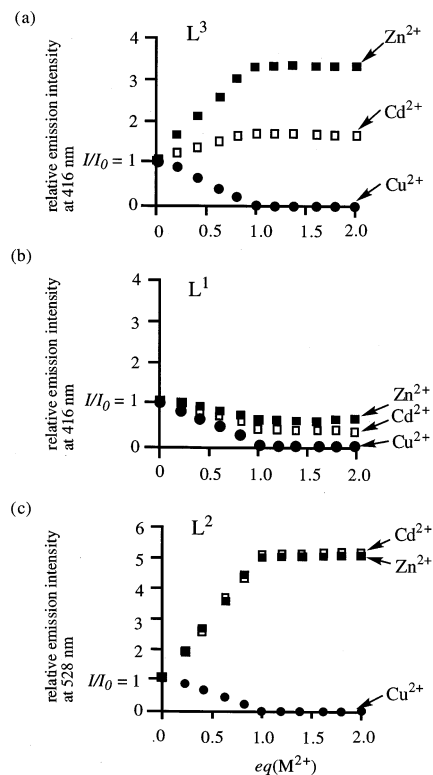 (a)
L³
relative emission intensity
at 416 nm
4
3
2
I/I₀ = 1
0
0 0.5 1.0 1.5 2.0
Zn²⁺
Cd²⁺
Cu²⁺
(b)
L¹
relative emission intensity
at 416 nm
4
3
2
I/I₀ = 1
0
0 0.5 1.0 1.5 2.0
Zn²⁺
Cd²⁺
Cu²⁺
(c)
L²
relative emission intensity
at 528 nm
6
5
4
3
2
I/I₀ = 1
0
.0 0.5 1.0 1.5 2.0
Cd²⁺
Zn²⁺
Cu²⁺
eq(M²⁺)